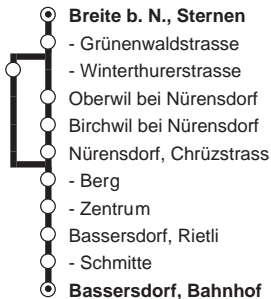 Breite b. N., Sternen
- Grünenwaldstrasse
- Winterthurerstrasse
Oberwil bei Nürensdorf
Birchwil bei Nürensdorf
Nürensdorf, Chrüzstrass
- Berg
- Zentrum
Bassersdorf, Rietli
- Schmitte
Bassersdorf, Bahnhof